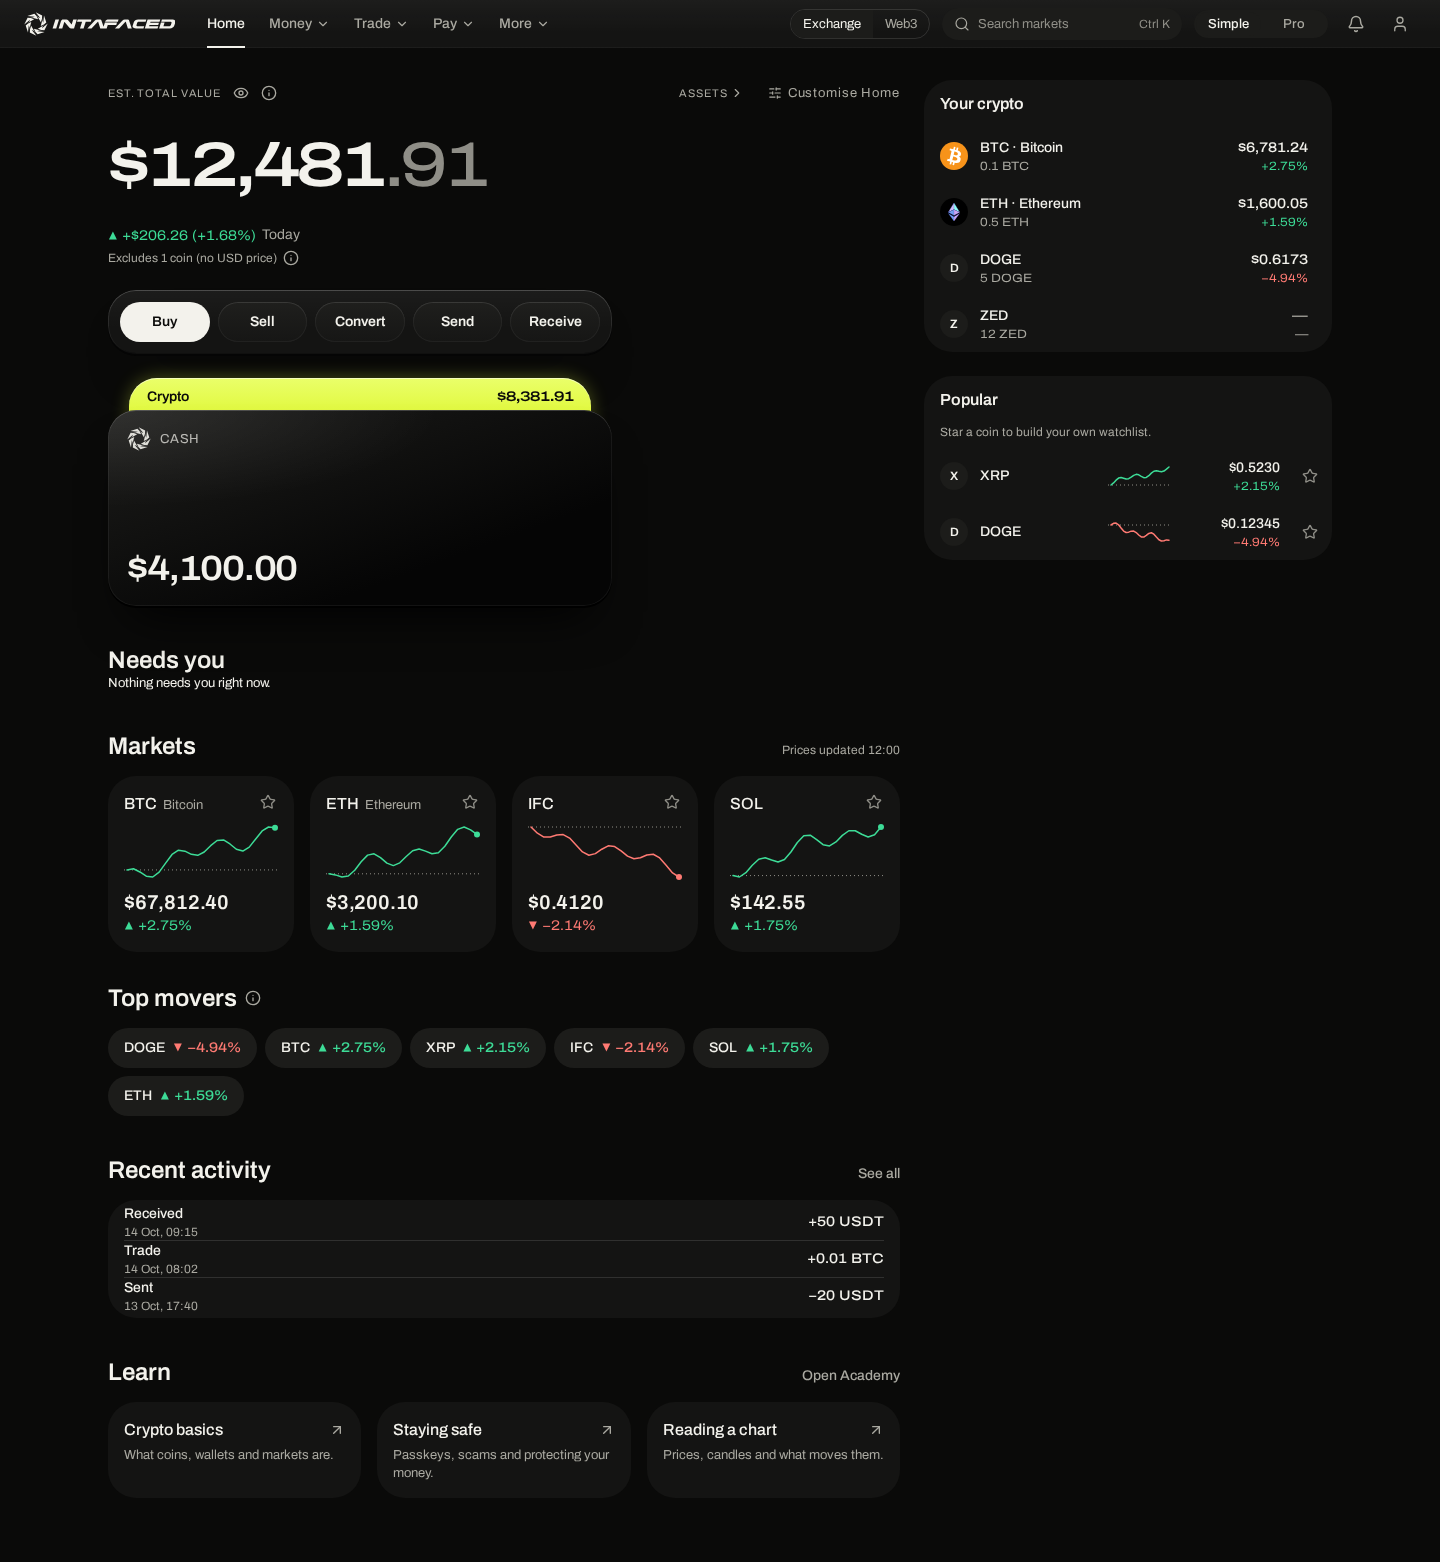 INTAFACED
Home Money Trade Pay More Exchange Web3 Search markets Ctrl K Simple Pro
EST. TOTAL VALUE ASSETS Customise Home
$12,481.91
▲ +$206.26 (+1.68%) Today
Excludes 1 coin (no USD price)
Buy Sell Convert Send Receive
Crypto $8,381.91
CASH
$4,100.00
Your crypto
BTC · Bitcoin $6,781.24
0.1 BTC +2.75%
ETH · Ethereum $1,600.05
0.5 ETH +1.59%
D DOGE $0.6173
5 DOGE −4.94%
Z ZED —
12 ZED —
Popular
Star a coin to build your own watchlist.
X XRP $0.5230
+2.15%
D DOGE $0.12345
−4.94%
Needs you
Nothing needs you right now.
Markets Prices updated 12:00
BTC Bitcoin
$67,812.40
▲ +2.75%
ETH Ethereum
$3,200.10
▲ +1.59%
IFC
$0.4120
▼ −2.14%
SOL
$142.55
▲ +1.75%
Top movers
DOGE ▼ −4.94% BTC ▲ +2.75% XRP ▲ +2.15% IFC ▼ −2.14% SOL ▲ +1.75%
ETH ▲ +1.59%
Recent activity See all
Received +50 USDT
14 Oct, 09:15
Trade +0.01 BTC
14 Oct, 08:02
Sent −20 USDT
13 Oct, 17:40
Learn Open Academy
Crypto basics
What coins, wallets and markets are.
Staying safe
Passkeys, scams and protecting your
money.
Reading a chart
Prices, candles and what moves them.